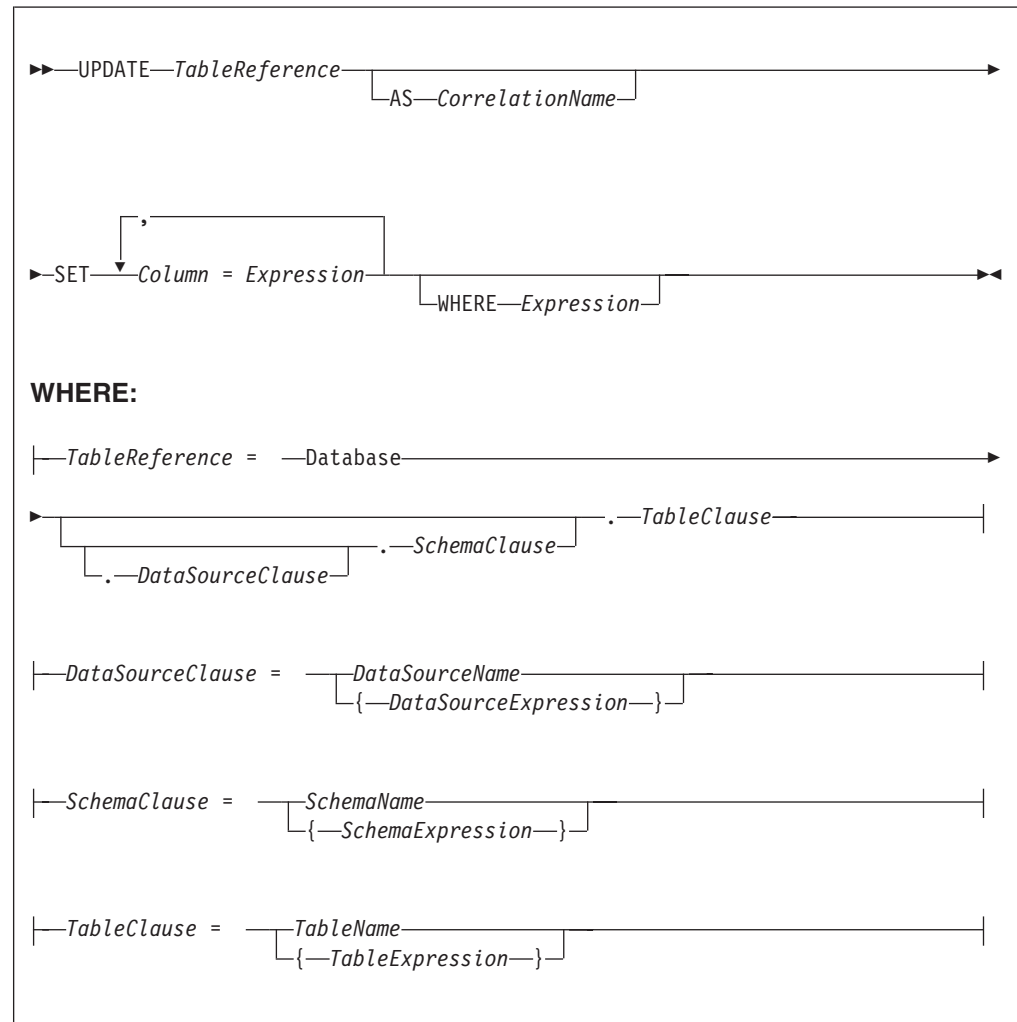 UPDATE TableReference
AS CorrelationName
,
SET Column = Expression
WHERE Expression
WHERE:
TableReference = Database
. TableClause
. SchemaClause
. DataSourceClause
DataSourceClause = DataSourceName
{ DataSourceExpression }
SchemaClause = SchemaName
{ SchemaExpression }
TableClause = TableName
{ TableExpression }